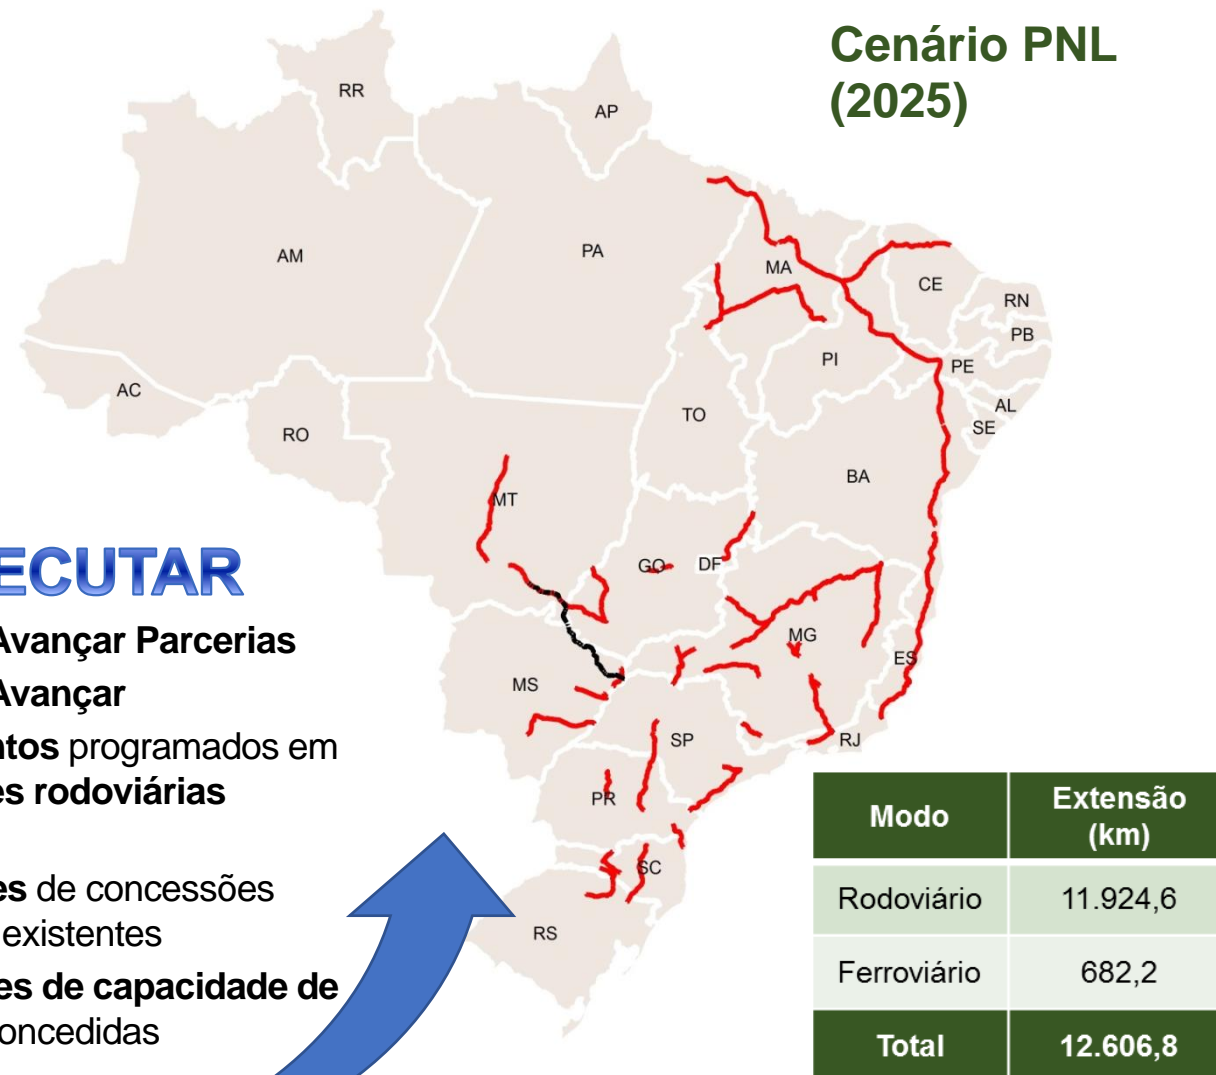 Cenário PNL
(2025)
RR
AP
AM
PA
MA
CE
RN
PB
PI
PE
AC
AL
TO
SE
RO
BA
MT
GO
DF
ECUTAR
MG
Avançar Parcerias
ES
MS
Avançar
SP
RJ
ntos programados em
es rodoviárias
PR
SC
es de concessões
existentes
RS
es de capacidade de
oncedidas
Modo Extensão
(km)
Rodoviário 11.924,6
Ferroviário 682,2
Total 12.606,8